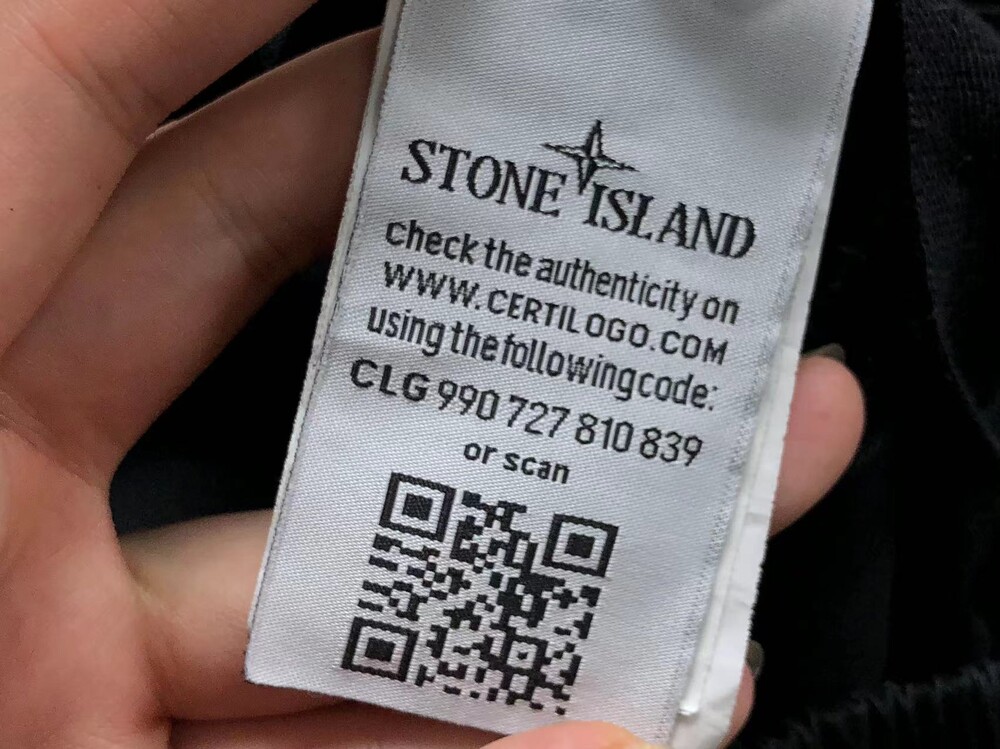 STONE ISLAND
check the authenticity on
WWW.CERTILOGO.COM
using the following code:
CLG 990 727 810 839
or scan